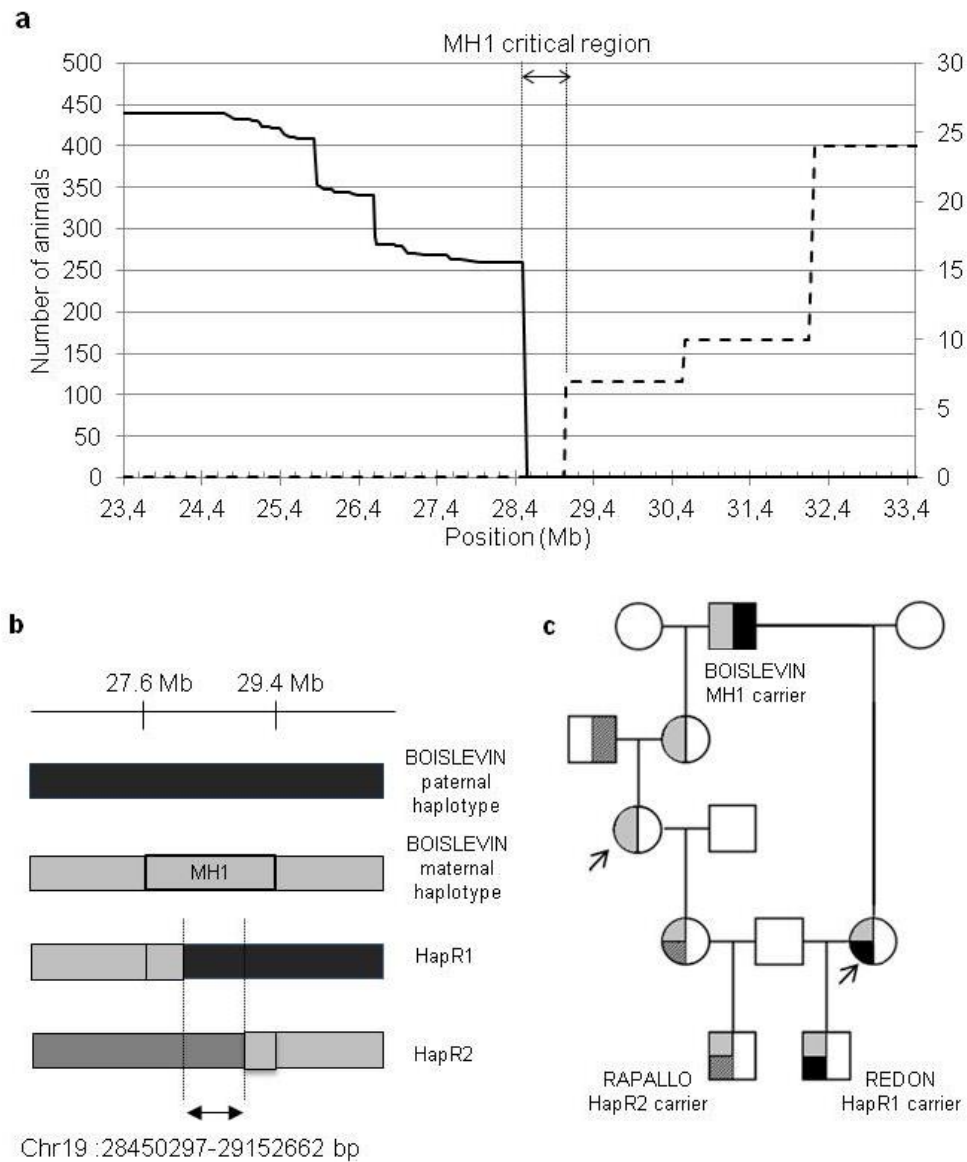 a
MH1 critical region
500
450
400
350
300
250
200
150
100
50
0
Number of animals
30
25
20
15
10
5
0
23,4 24,4 25,4 26,4 27,4 28,4 29,4 30,4 31,4 32,4 33,4
Position (Mb)
b
27.6 Mb 29.4 Mb
BOISLEVIN
paternal
haplotype
MH1
BOISLEVIN
maternal
haplotype
HapR1
HapR2
Chr19 :28450297-29152662 bp
c
BOISLEVIN
MH1 carrier
RAPALLO
HapR2 carrier
REDON
HapR1 carrier